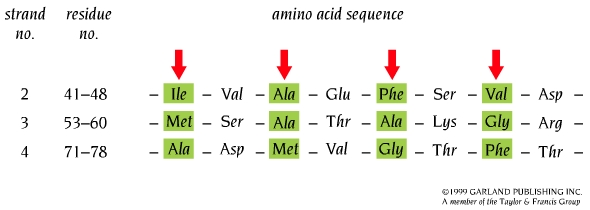 strand residue amino acid sequence
no. no.
2 41–48 – Ile – Val – Ala – Glu – Phe – Ser – Val – Asp –
3 53–60 – Met – Ser – Ala – Thr – Ala – Lys – Gly – Arg –
4 71–78 – Ala – Asp – Met – Val – Gly – Thr – Phe – Thr –
©1999 GARLAND PUBLISHING INC.
A member of the Taylor & Francis Group